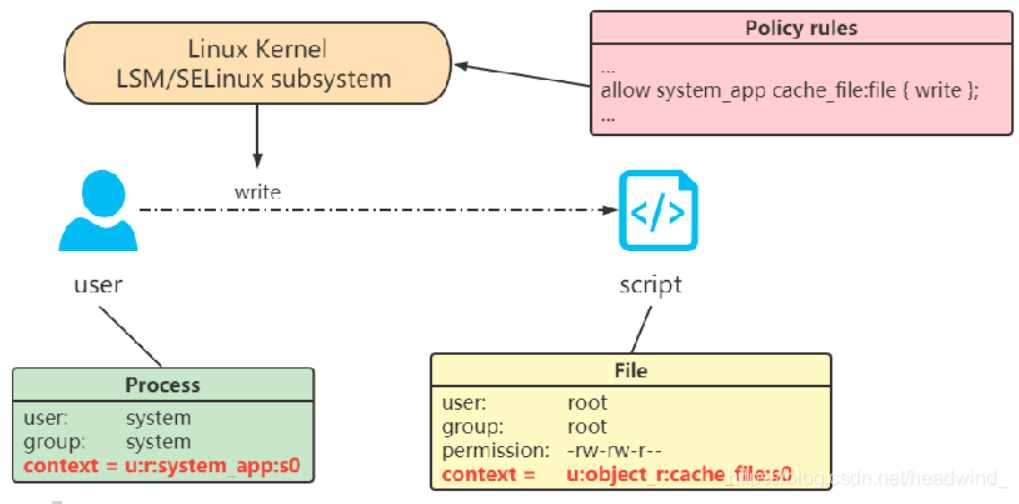 Linux Kernel
LSM/SELinux subsystem
Policy rules
...
allow system_app cache_file:file { write };
...
write
user
script
Process
user: system
group: system
context = u:r:system_app:s0
File
user: root
group: root
permission: -rw-rw-r--
context = u:object_r:cache_file:s0
https://blog.csdn.net/headwind_